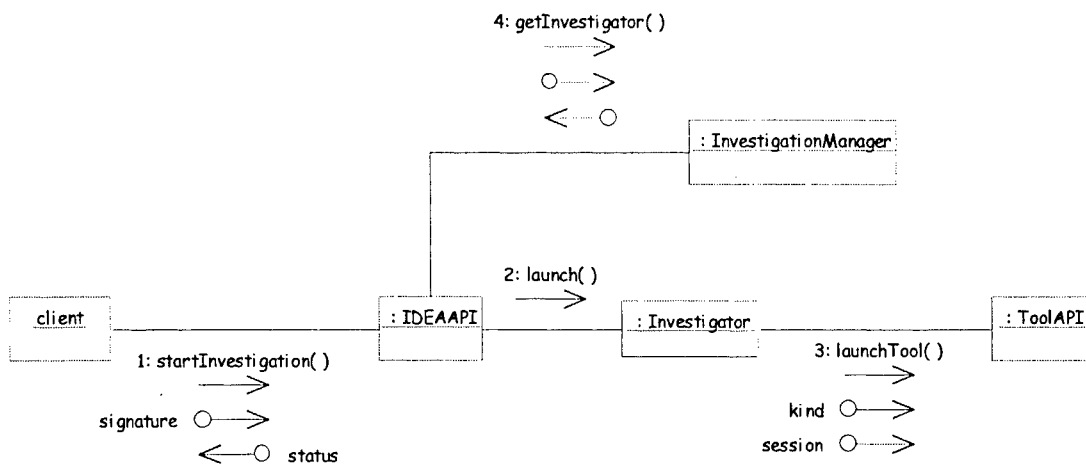 4: getInvestigator( )
: InvestigationManager
2: launch( )
client
: IDEAAPI
: Investigator
: ToolAPI
1: startInvestigation( )
3: launchTool( )
signature
kind
session
status